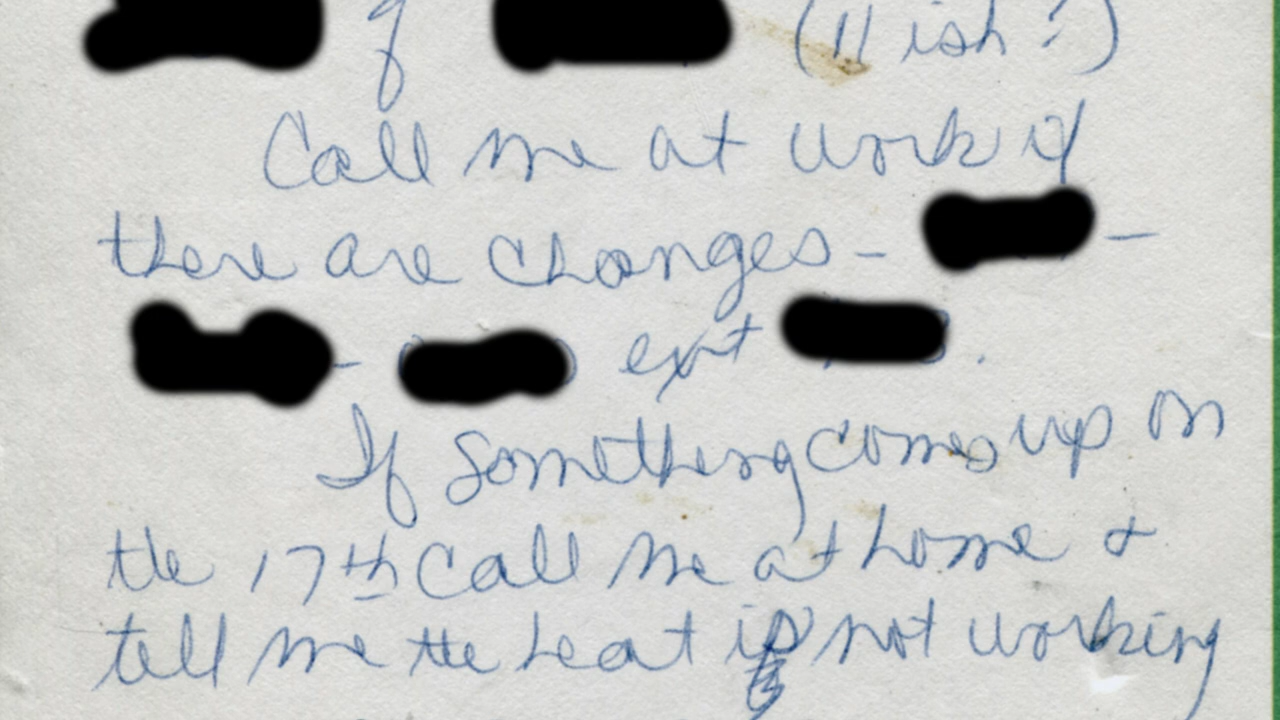 (11 ish?)
Call me at work if
there are changes - -
- ext .
If something comes up on
the 17th call me at home &
tell me the heat is not working